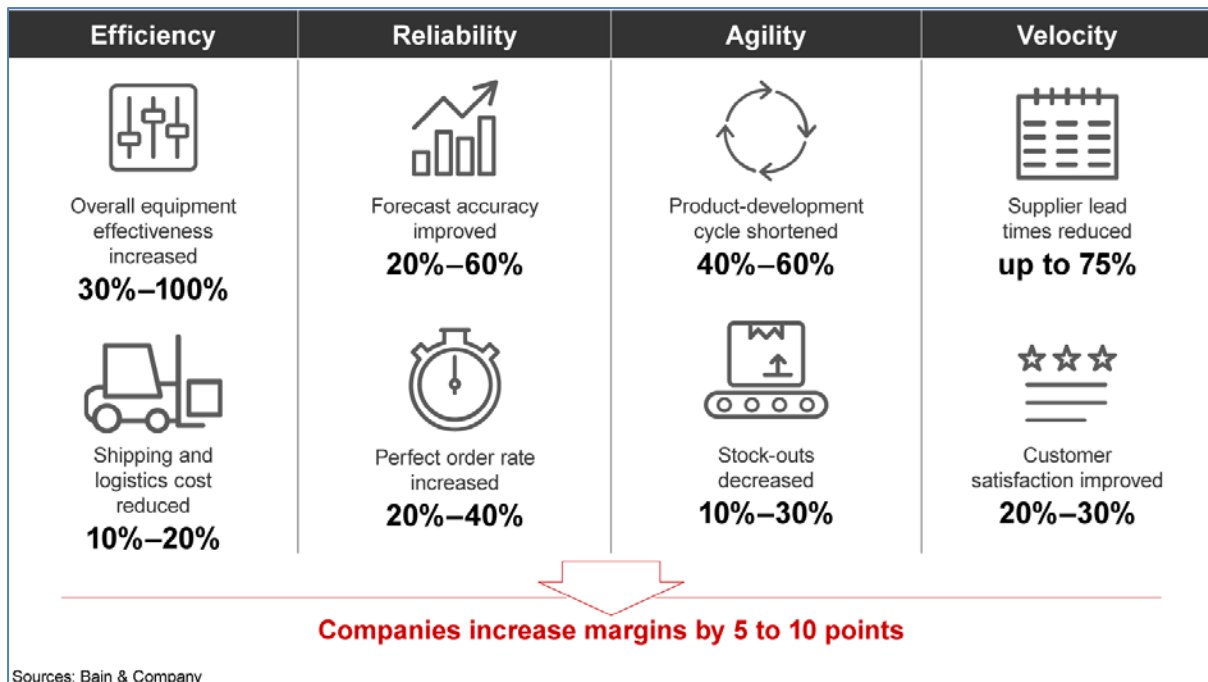 Efficiency
Reliability
Agility
Velocity
Overall equipment
effectiveness
increased
30%–100%
Forecast accuracy
improved
20%–60%
Product-development
cycle shortened
40%–60%
Supplier lead
times reduced
up to 75%
Shipping and
logistics cost
reduced
10%–20%
Perfect order rate
increased
20%–40%
Stock-outs
decreased
10%–30%
Customer
satisfaction improved
20%–30%
Companies increase margins by 5 to 10 points
Sources: Bain & Company